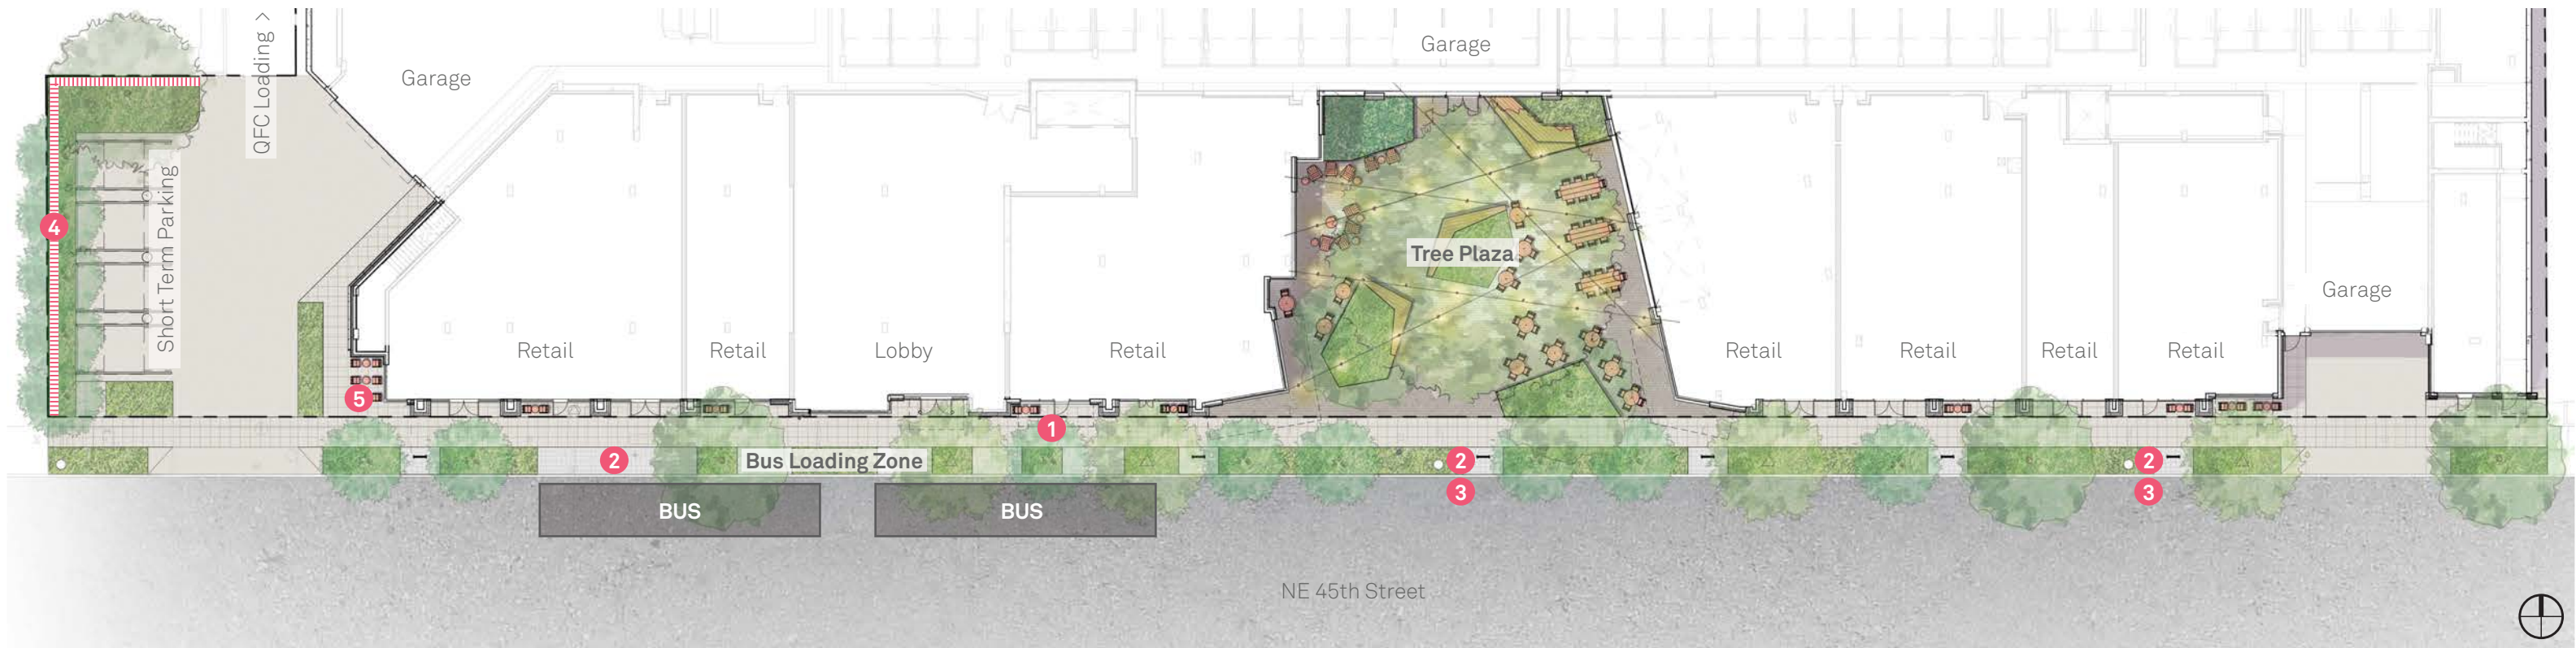 QFC Loading >
Garage
Garage
Short Term Parking
4
Tree Plaza
Garage
Retail
Retail
Lobby
Retail
Retail
Retail
Retail
Retail
5
1
2
Bus Loading Zone
2
2
3
3
BUS
BUS
NE 45th Street